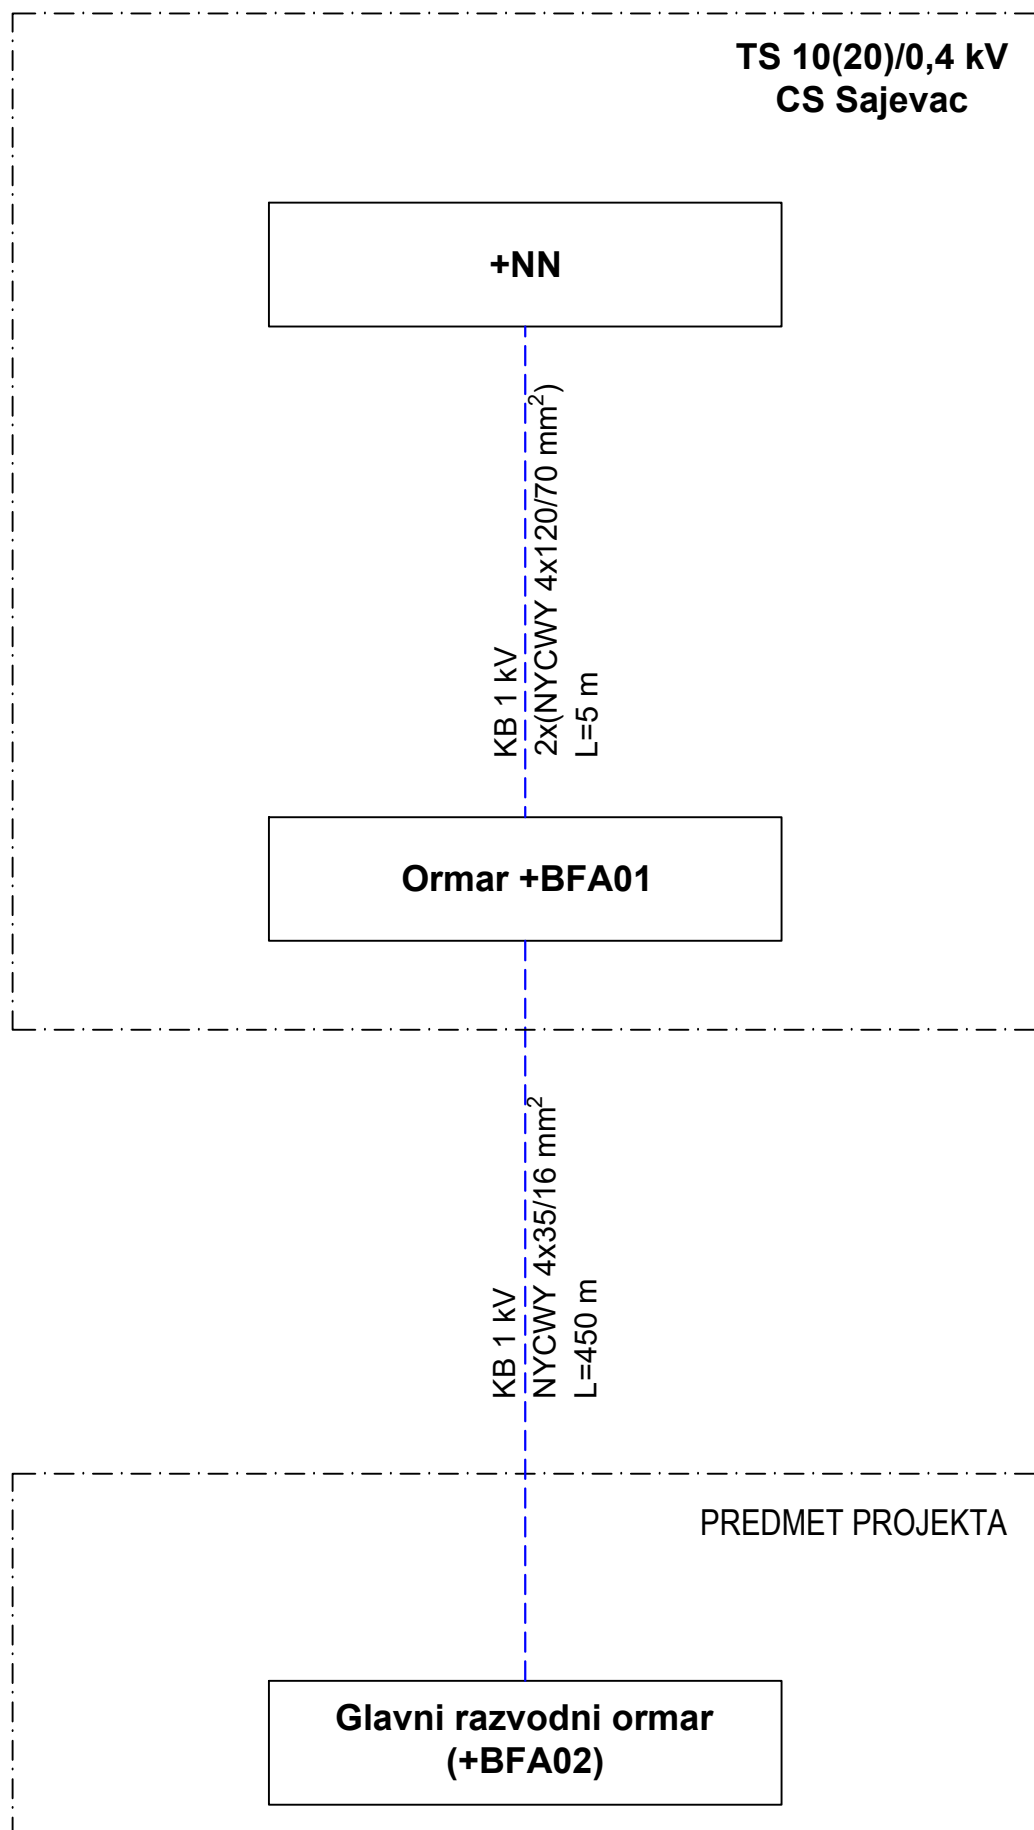 TS 10(20)/0,4 kV
CS Sajevac
+NN
KB 1 kV
2x(NYCWY 4x120/70 mm²)
L=5 m
Ormar +BFA01
KB 1 kV
NYCWY 4x35/16 mm²
L=450 m
PREDMET PROJEKTA
Glavni razvodni ormar
(+BFA02)